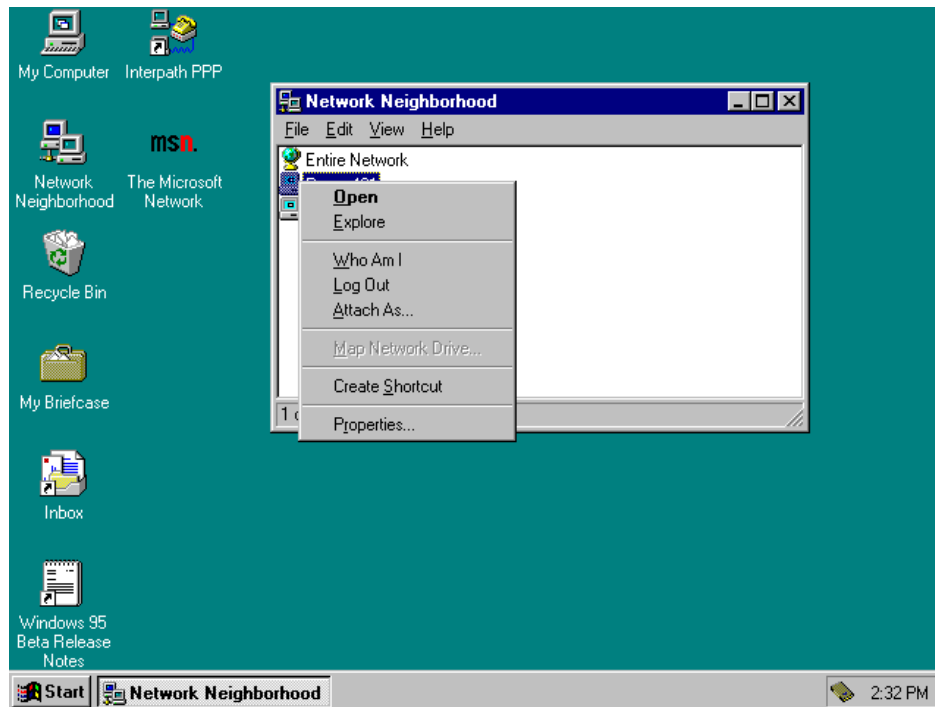 My Computer
Interpath PPP
Network
Neighborhood
msn.
The Microsoft
Network
Recycle Bin
My Briefcase
Inbox
Windows 95
Beta Release
Notes
Network Neighborhood
File Edit View Help
Entire Network
Open
Explore
Who Am I
Log Out
Attach As...
Map Network Drive...
Create Shortcut
Properties...
1
Start
Network Neighborhood
2:32 PM